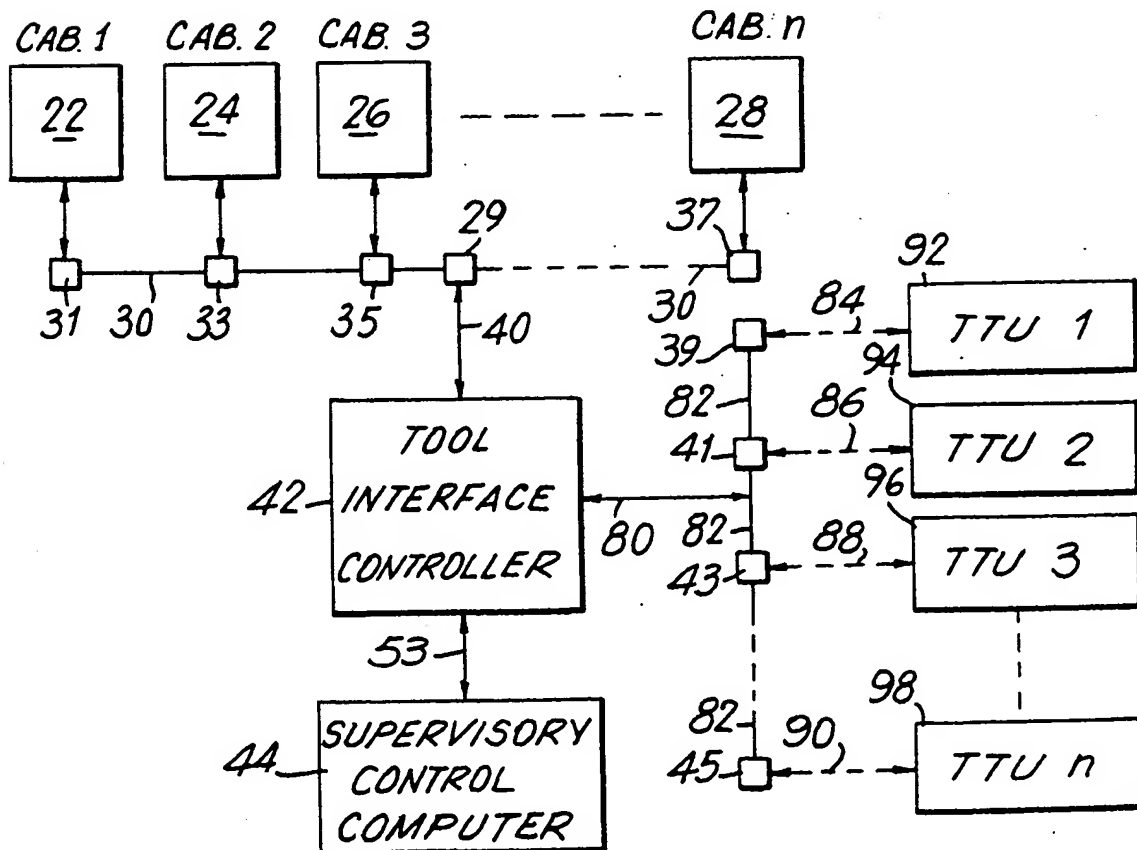 CAB. 1 CAB. 2 CAB. 3 CAB. n
22 24 26 28
29 37
31 30 33 35 30
40
92
84 TTU 1
39
94
82 86 TTU 2
41
96
TOOL
INTERFACE
CONTROLLER
42
80
82 88 TTU 3
43
53
98
82 90 TTU n
45
SUPERVISORY
CONTROL
COMPUTER
44